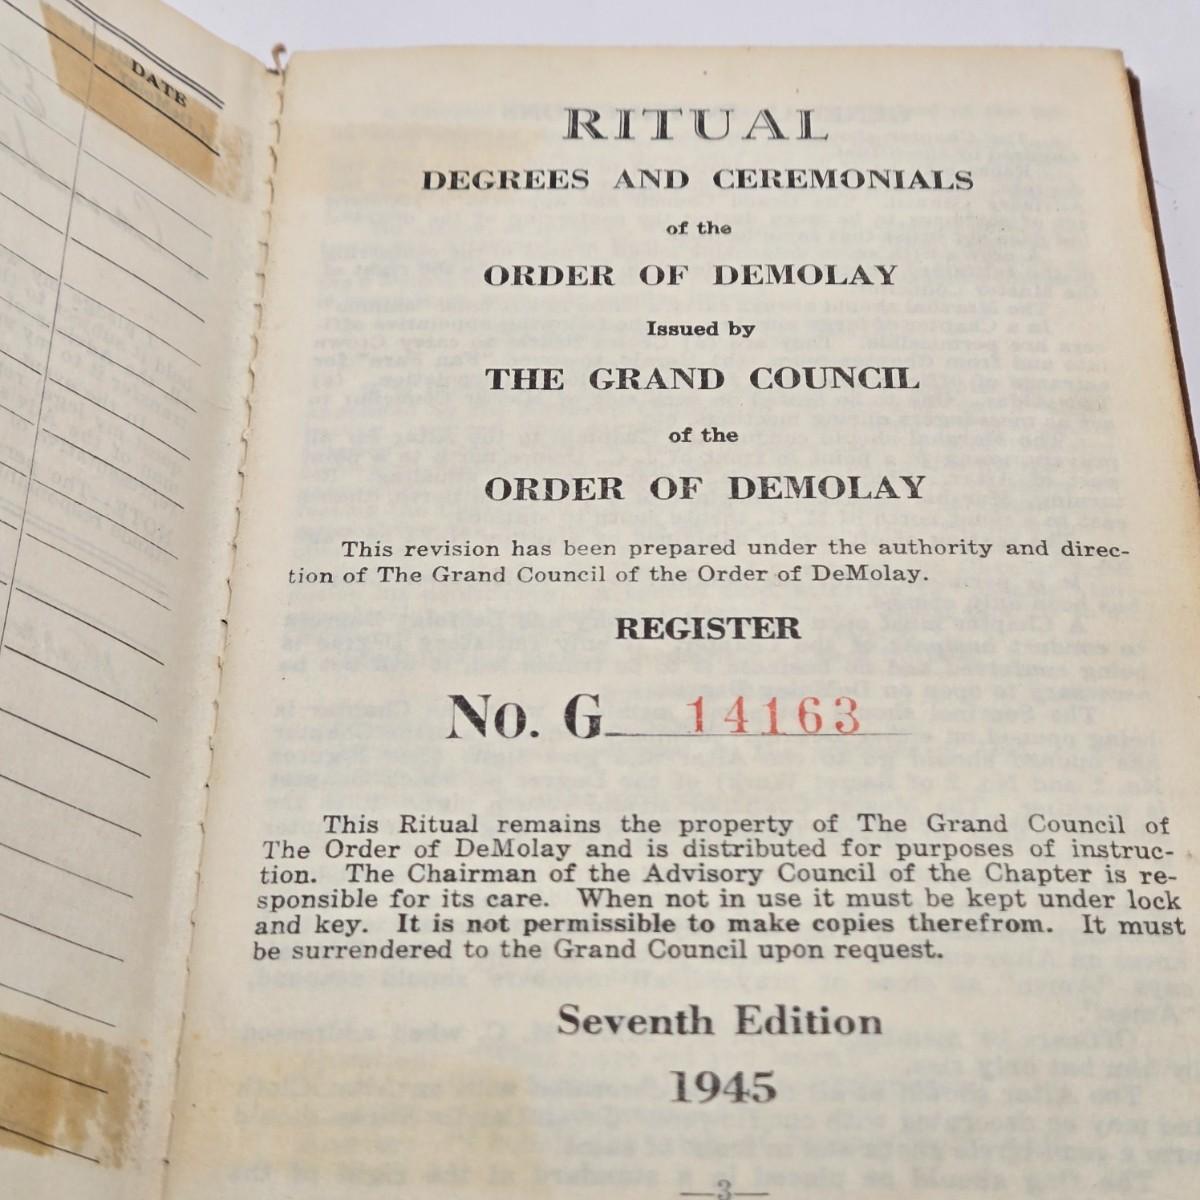 DATE
RITUAL
DEGREES AND CEREMONIALS
of the
ORDER OF DEMOLAY
Issued by
THE GRAND COUNCIL
of the
ORDER OF DEMOLAY
This revision has been prepared under the authority and direc-
tion of The Grand Council of the Order of DeMolay.
REGISTER
No. G 14163
This Ritual remains the property of The Grand Council of
The Order of DeMolay and is distributed for purposes of instruc-
tion. The Chairman of the Advisory Council of the Chapter is re-
sponsible for its care. When not in use it must be kept under lock
and key. It is not permissible to make copies therefrom. It must
be surrendered to the Grand Council upon request.
Seventh Edition
1945
—3—